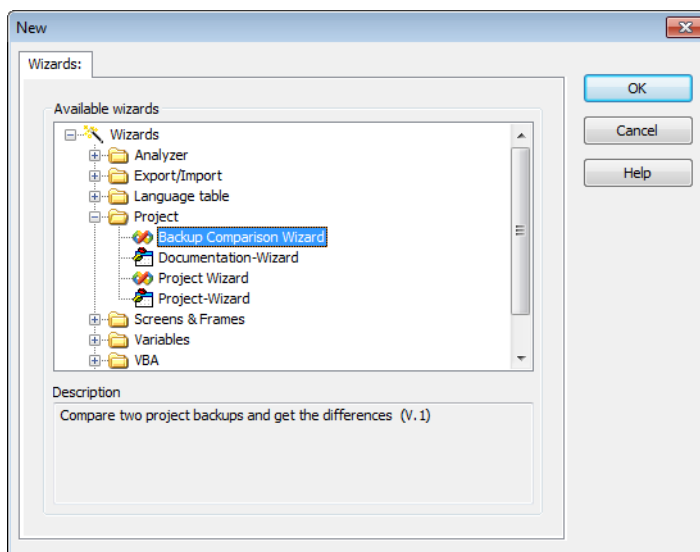 New
Wizards:
Available wizards
Wizards
Analyzer
Export/Import
Language table
Project
Backup Comparison Wizard
Documentation-Wizard
Project Wizard
Project-Wizard
Screens & Frames
Variables
VBA
Description
Compare two project backups and get the differences (V.1)
OK
Cancel
Help